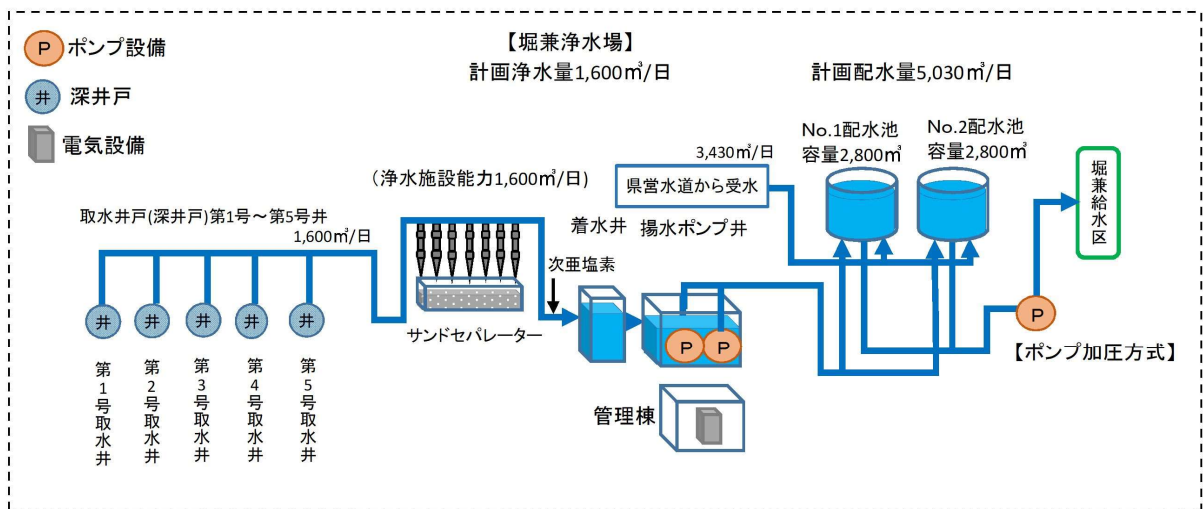 P ポンプ設備
井 深井戸
電気設備
【堀兼浄水場】
計画浄水量1,600㎥/日
計画配水量5,030㎥/日
No.1配水池
容量2,800㎥
No.2配水池
容量2,800㎥
3,430㎥/日
県営水道から受水
堀兼給水区
(浄水施設能力1,600㎥/日)
取水井戸(深井戸)第1号～第5号井
1,600㎥/日
着水井
揚水ポンプ井
次亜塩素
サンドセパレーター
井
井
井
井
井
P
P
P
【ポンプ加圧方式】
第1号取水井
第2号取水井
第3号取水井
第4号取水井
第5号取水井
管理棟